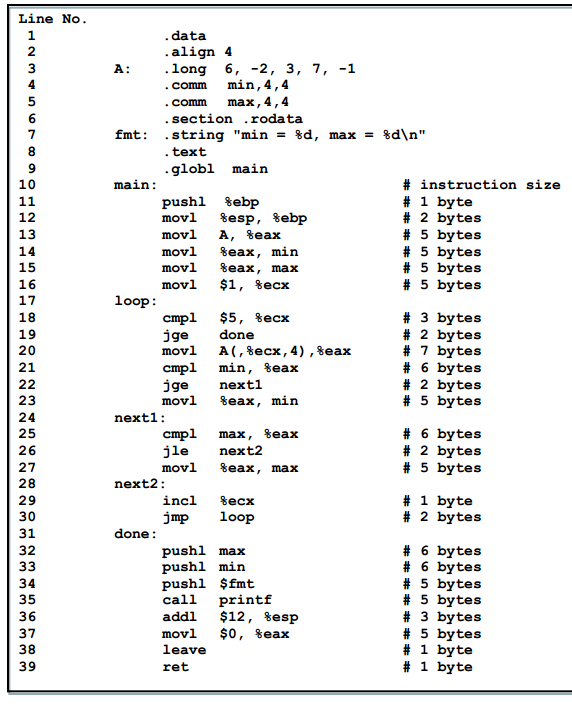 Line No.
1 .data
2 .align 4
3 A: .long 6, -2, 3, 7, -1
4 .comm min,4,4
5 .comm max,4,4
6 .section .rodata
7 fmt: .string "min = %d, max = %d\n"
8 .text
9 .globl main
10 main: # instruction size
11 pushl %ebp # 1 byte
12 movl %esp, %ebp # 2 bytes
13 movl A, %eax # 5 bytes
14 movl %eax, min # 5 bytes
15 movl %eax, max # 5 bytes
16 movl $1, %ecx # 5 bytes
17 loop:
18 cmpl $5, %ecx # 3 bytes
19 jge done # 2 bytes
20 movl A(,%ecx,4),%eax # 7 bytes
21 cmpl min, %eax # 6 bytes
22 jge next1 # 2 bytes
23 movl %eax, min # 5 bytes
24 next1:
25 cmpl max, %eax # 6 bytes
26 jle next2 # 2 bytes
27 movl %eax, max # 5 bytes
28 next2:
29 incl %ecx # 1 byte
30 jmp loop # 2 bytes
31 done:
32 pushl max # 6 bytes
33 pushl min # 6 bytes
34 pushl $fmt # 5 bytes
35 call printf # 5 bytes
36 addl $12, %esp # 3 bytes
37 movl $0, %eax # 5 bytes
38 leave # 1 byte
39 ret # 1 byte